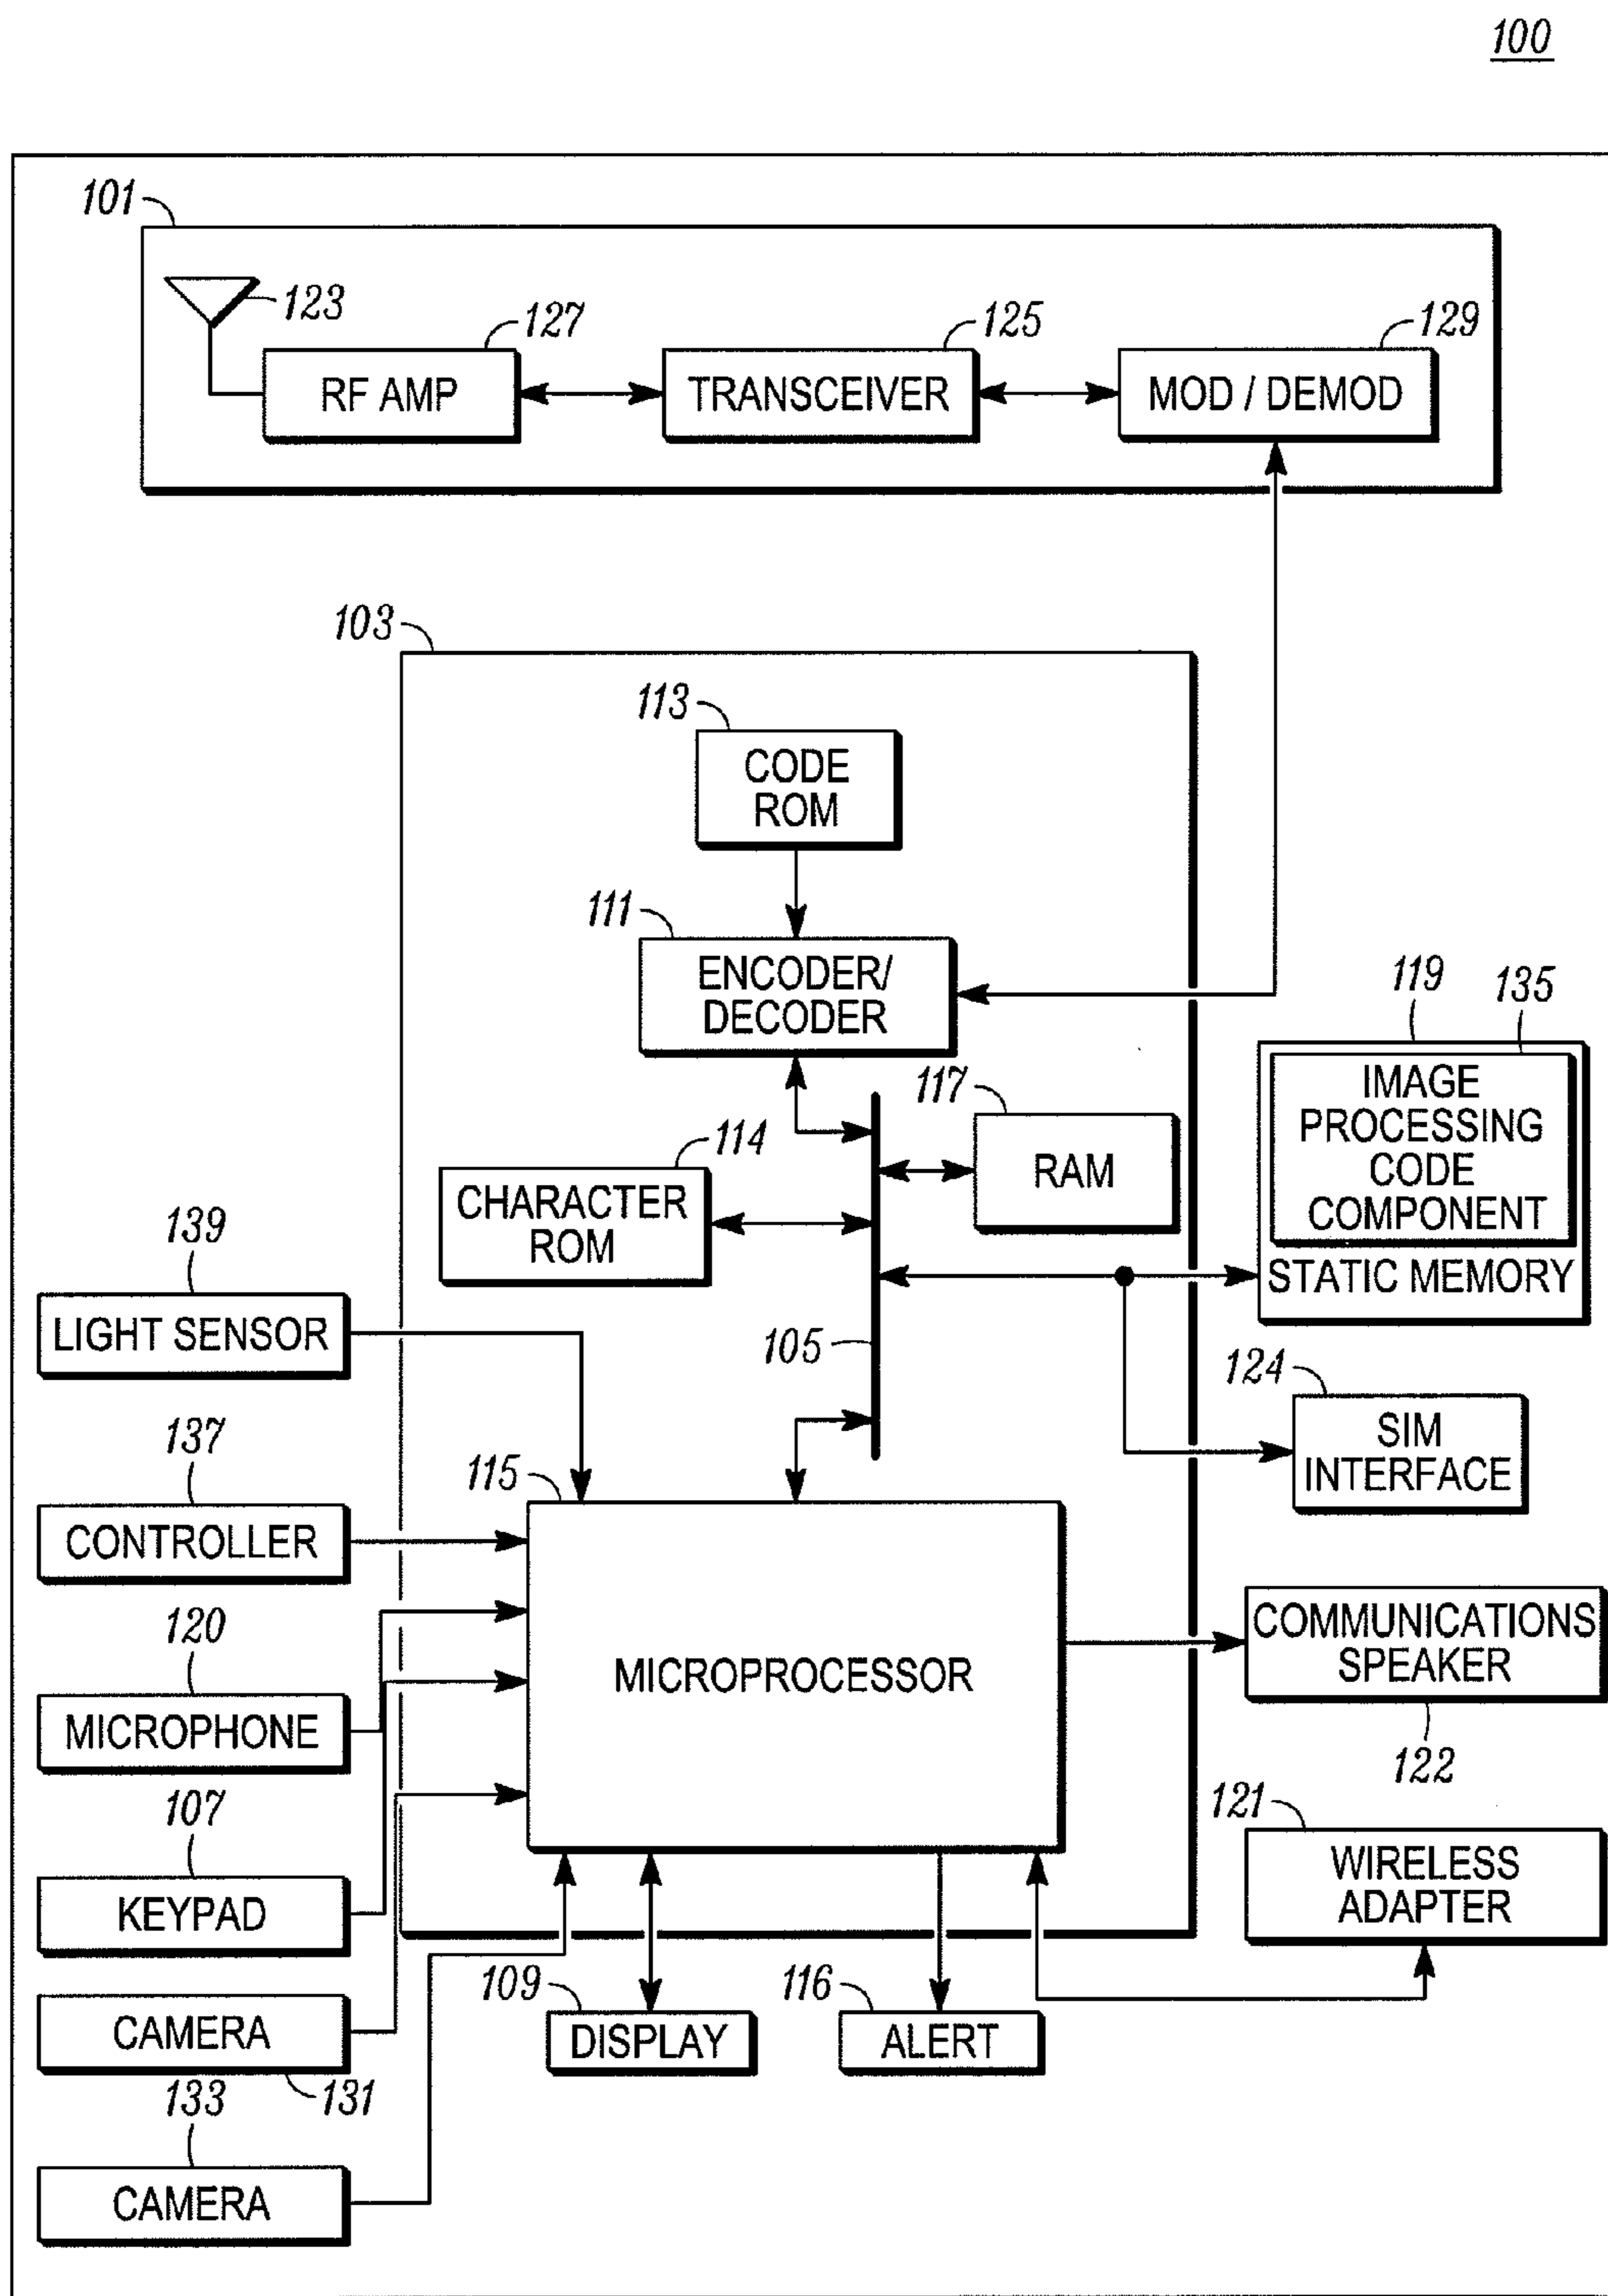 100
101
123
127
125
129
RF AMP
TRANSCEIVER
MOD / DEMOD
103
113
CODE
ROM
111
ENCODER/
DECODER
119
135
IMAGE
PROCESSING
CODE
COMPONENT
STATIC MEMORY
117
RAM
114
CHARACTER
ROM
139
LIGHT SENSOR
105
124
SIM
INTERFACE
137
CONTROLLER
115
MICROPROCESSOR
COMMUNICATIONS
SPEAKER
122
120
MICROPHONE
121
WIRELESS
ADAPTER
107
KEYPAD
109
DISPLAY
116
ALERT
CAMERA
131
133
CAMERA